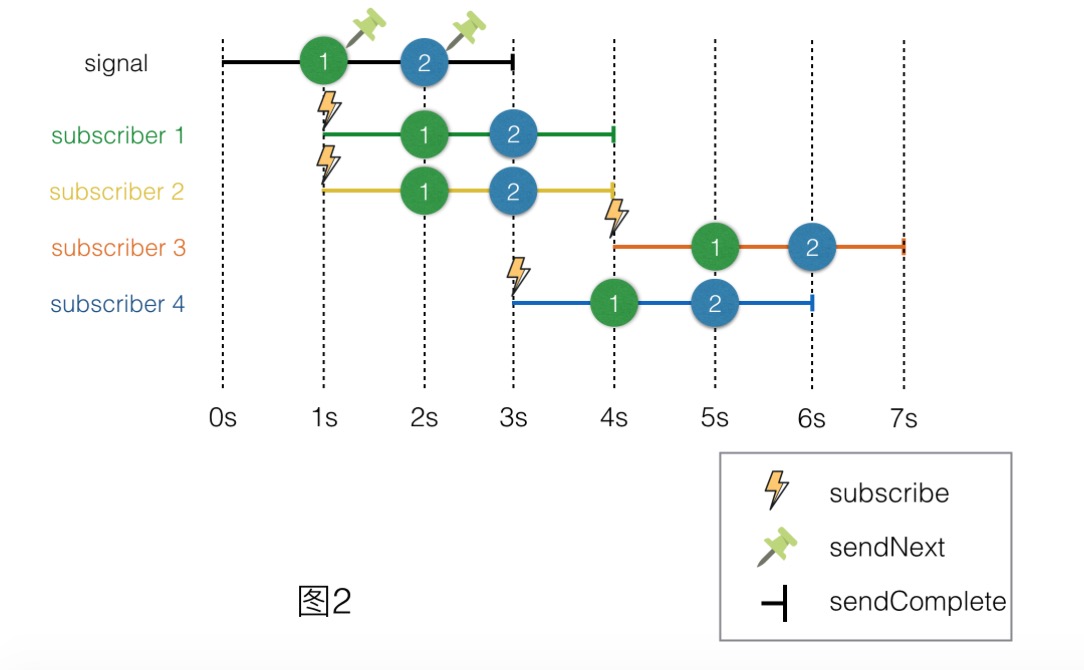 signal 1 2
subscriber 1 1 2
subscriber 2 1 2
subscriber 3 1 2
subscriber 4 1 2
0s 1s 2s 3s 4s 5s 6s 7s
subscribe
sendNext
sendComplete
图2